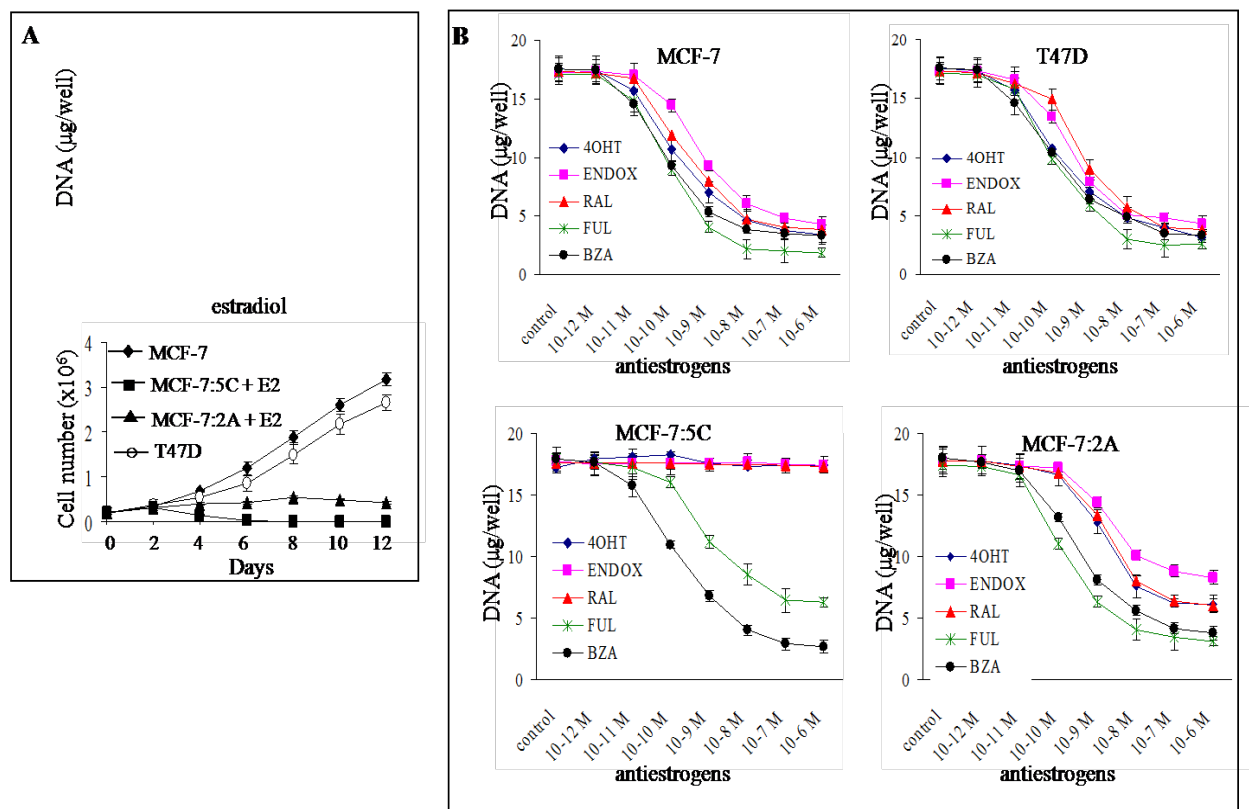 A
DNA (µg/well)
estradiol
Cell number (x10⁶)
4
3
2
1
0
MCF-7
MCF-7:5C + E2
MCF-7:2A + E2
T47D
0 2 4 6 8 10 12
Days
B
MCF-7
DNA (µg/well)
20
15
10
5
0
4OHT
ENDOX
RAL
FUL
BZA
control 10-12 M 10-11 M 10-10 M 10-9 M 10-8 M 10-7 M 10-6 M
antiestrogens
T47D
DNA (µg/well)
20
15
10
5
0
4OHT
ENDOX
RAL
FUL
BZA
control 10-12 M 10-11 M 10-10 M 10-9 M 10-8 M 10-7 M 10-6 M
antiestrogens
MCF-7:5C
DNA (µg/well)
20
15
10
5
0
4OHT
ENDOX
RAL
FUL
BZA
control 10-12 M 10-11 M 10-10 M 10-9 M 10-8 M 10-7 M 10-6 M
antiestrogens
MCF-7:2A
DNA (µg/well)
20
15
10
5
0
4OHT
ENDOX
RAL
FUL
BZA
control 10-12 M 10-11 M 10-10 M 10-9 M 10-8 M 10-7 M 10-6 M
antiestrogens